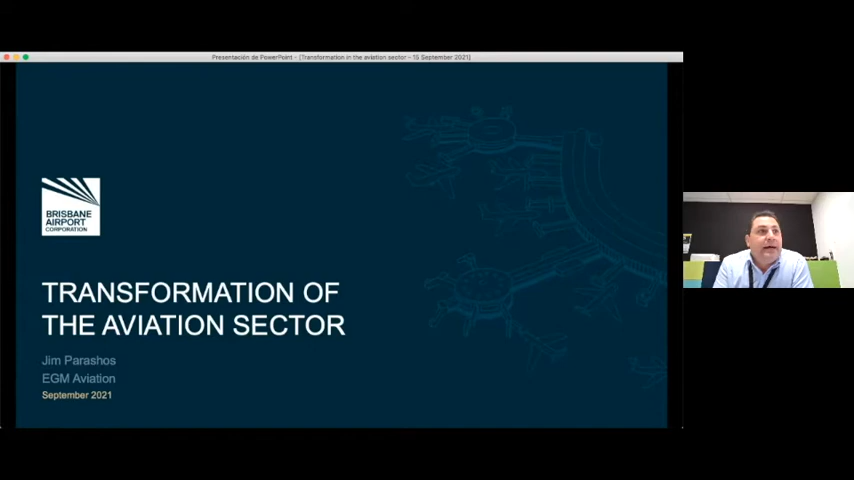 Presentación de PowerPoint - [Transformation in the aviation sector – 15 September 2021]
BRISBANE
AIRPORT
CORPORATION
TRANSFORMATION OF
THE AVIATION SECTOR
Jim Parashos
EGM Aviation
September 2021